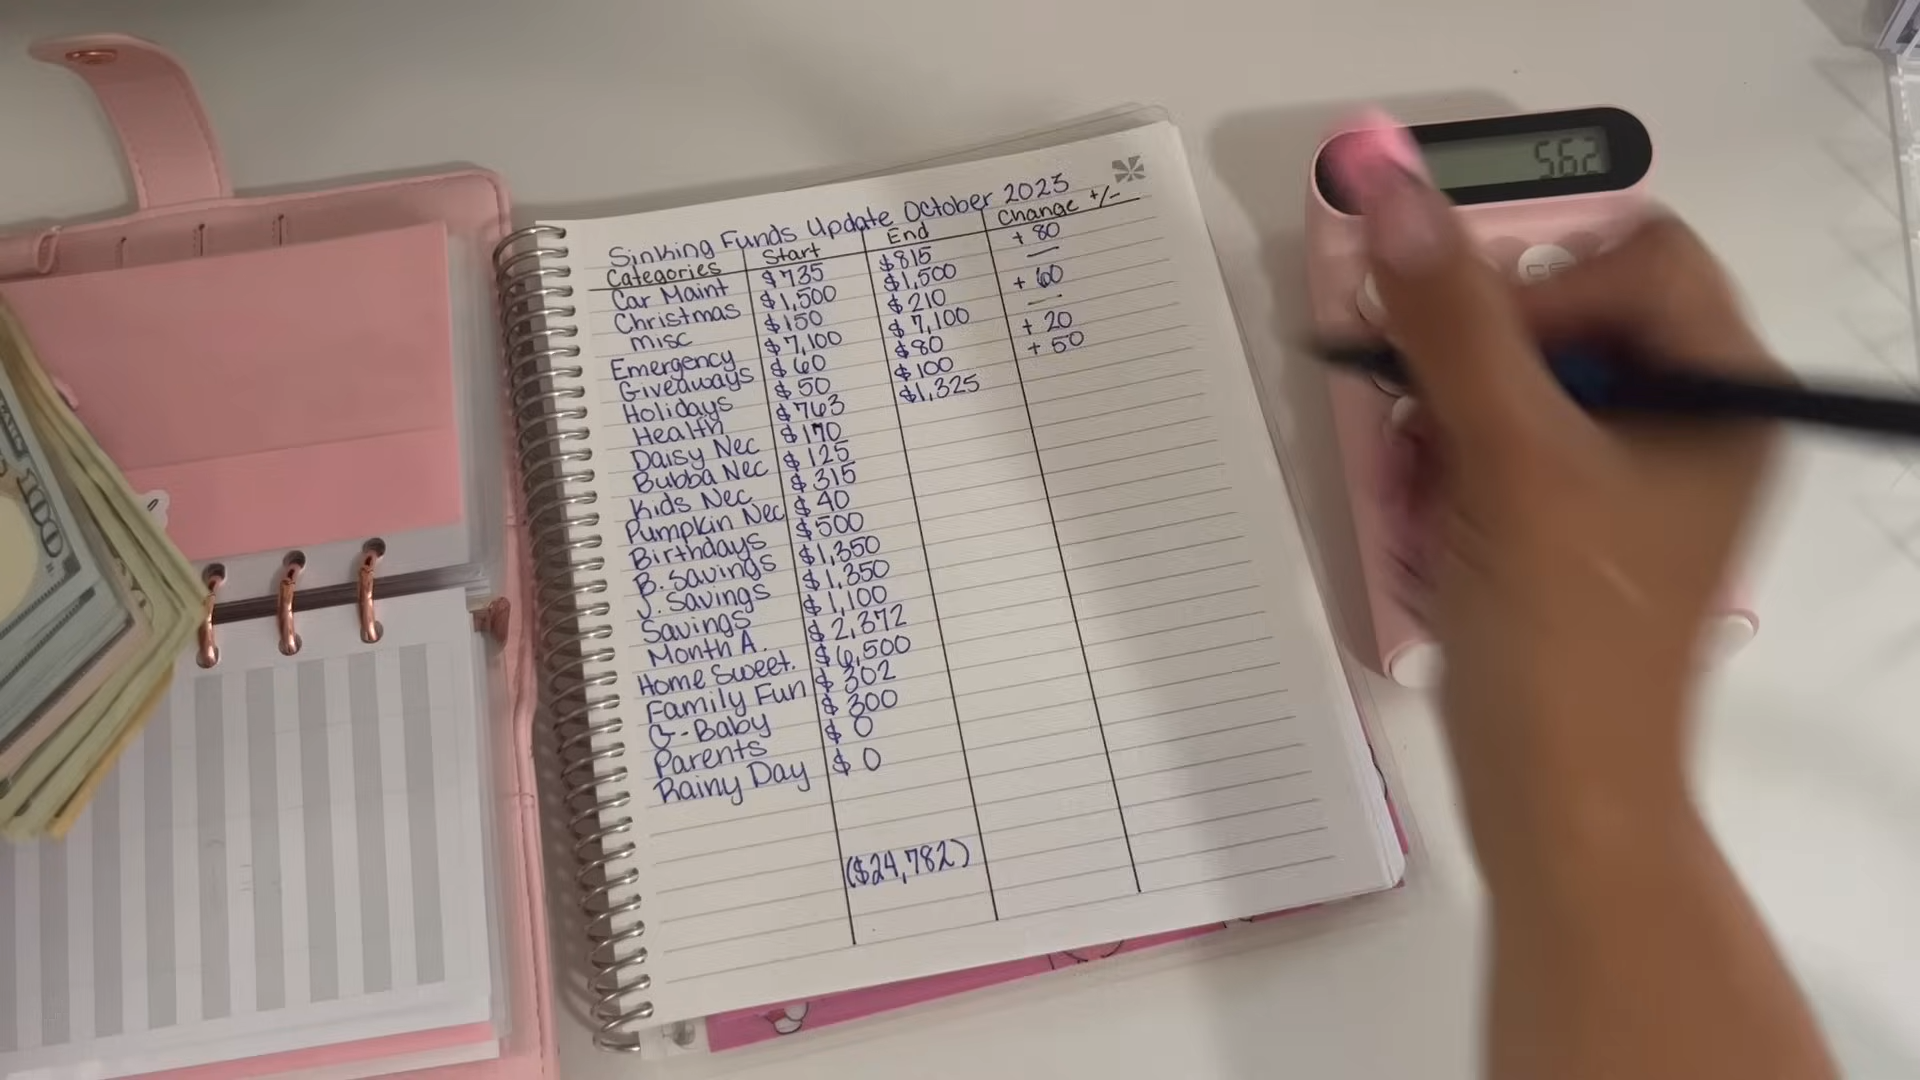 Sinking Funds Update October 2023
Categories Start End Change +/-
Car Maint $735 $815 + 80
Christmas $1,500 $1,500 —
Misc $150 $210 + 60
Emergency $7,100 $7,100 —
Giveaways $60 $80 + 20
Holidays $50 $100 + 50
Health $763 $1,325
Daisy Nec $170
Bubba Nec $125
Kids Nec $315
Pumpkin Nec $40
Birthdays $500
B. Savings $1,350
J. Savings $1,350
Savings $1,100
Month A. $2,372
Home Sweet. $6,500
Family Fun $302
G-Baby $300
Parents $0
Rainy Day $0
($24,782)
562
100